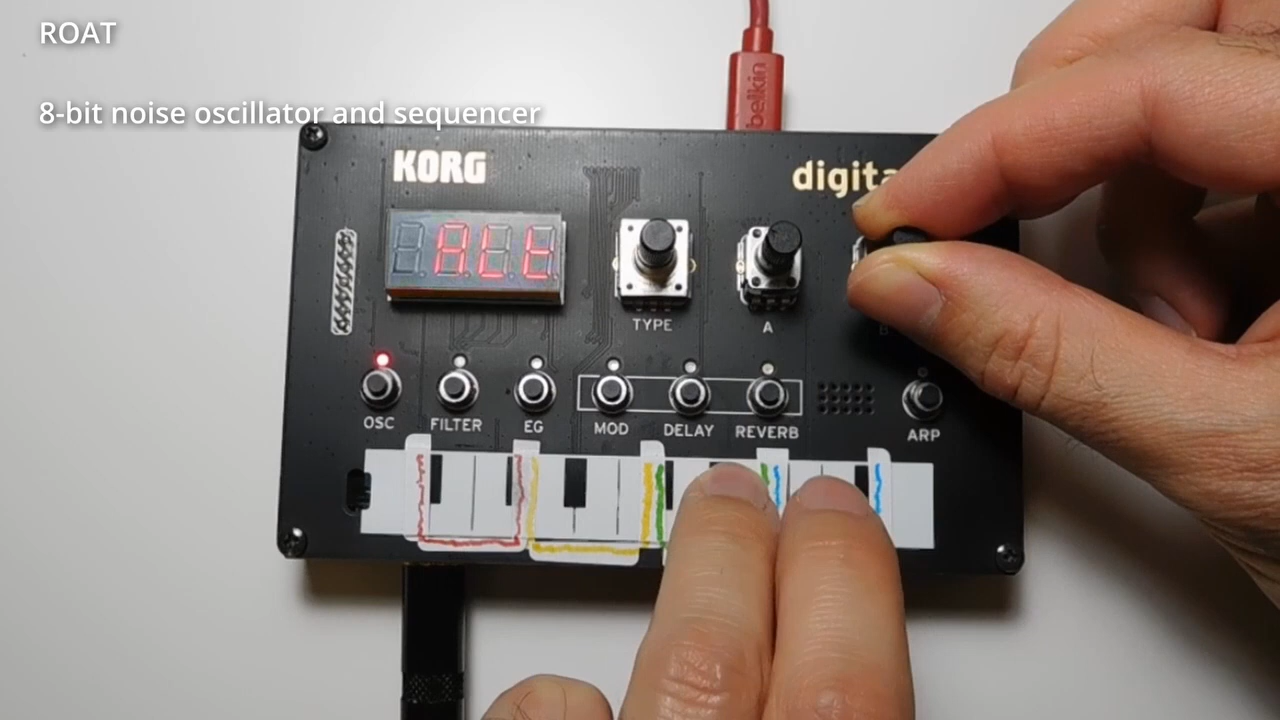 ROAT
8-bit noise oscillator and sequencer
belkin
KORG
digita
ALt
TYPE
A
B
OSC
FILTER
EG
MOD
DELAY
REVERB
ARP